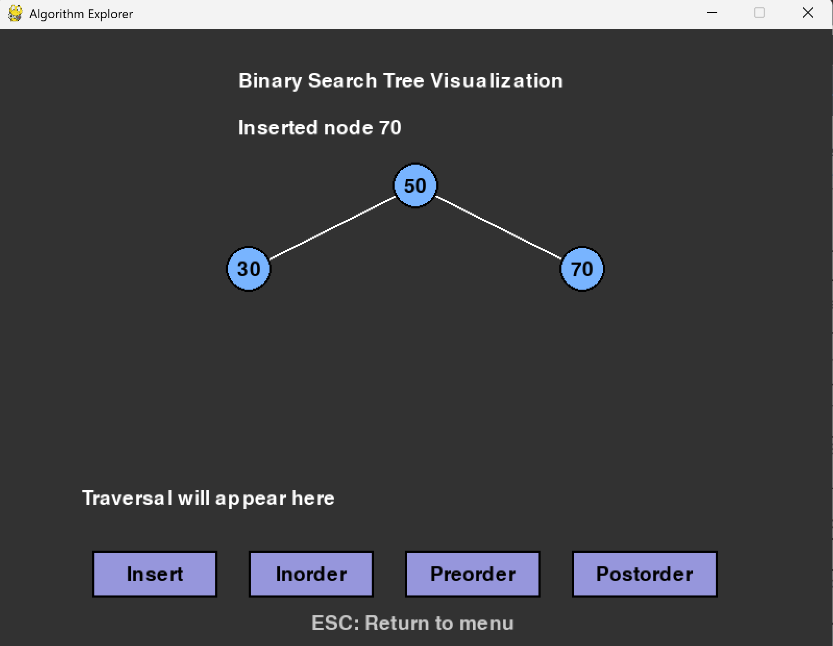 Algorithm Explorer
Binary Search Tree Visualization
Inserted node 70
50
30 70
Traversal will appear here
Insert Inorder Preorder Postorder
ESC: Return to menu